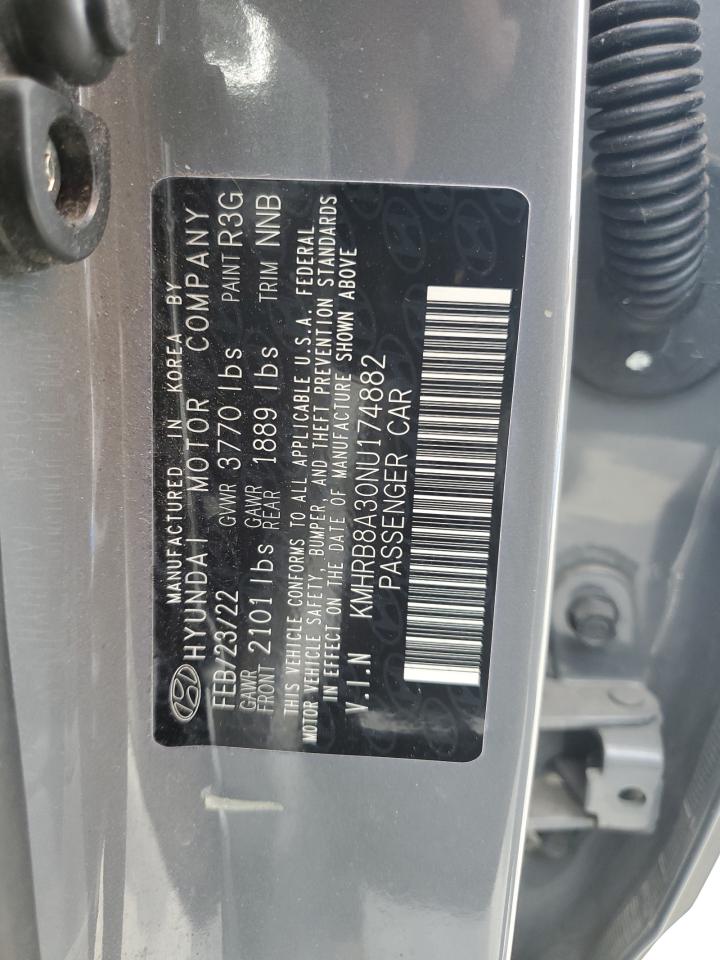 MANUFACTURED IN KOREA BY
HYUNDAI MOTOR COMPANY
FEB/23/22 GVWR 3770 lbs PAINT R3G
GAWR FRONT 2101 lbs GAWR REAR 1889 lbs TRIM NNB
THIS VEHICLE CONFORMS TO ALL APPLICABLE U.S.A. FEDERAL
MOTOR VEHICLE SAFETY, BUMPER, AND THEFT PREVENTION STANDARDS
IN EFFECT ON THE DATE OF MANUFACTURE SHOWN ABOVE
V.I.N KMHRB8A30NU174882
PASSENGER CAR